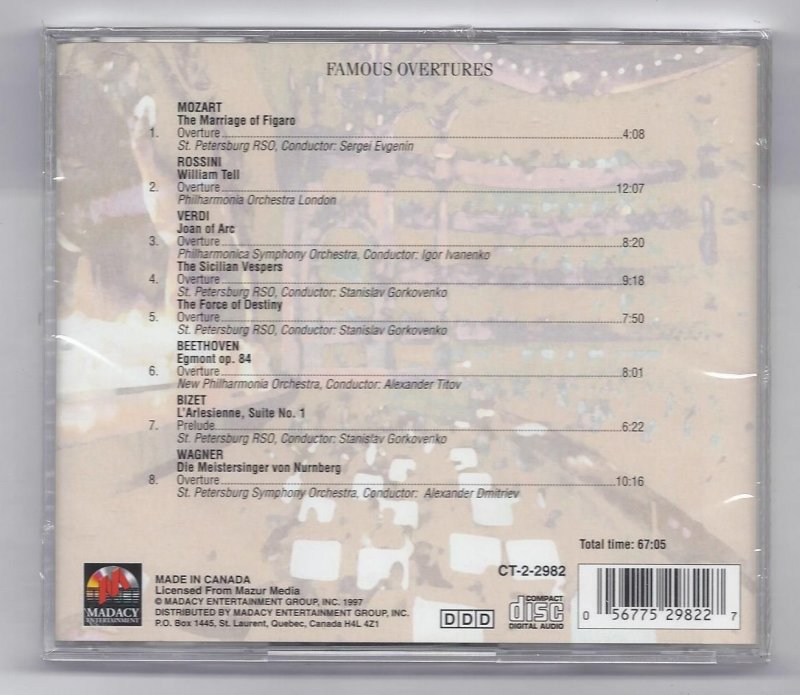 FAMOUS OVERTURES
MOZART
The Marriage of Figaro
1. Overture 4:08
St. Petersburg RSO, Conductor: Sergei Evgenin
ROSSINI
William Tell
2. Overture 12:07
Philharmonia Orchestra London
VERDI
Joan of Arc
3. Overture 8:20
Philharmonica Symphony Orchestra, Conductor: Igor Ivanenko
The Sicilian Vespers
4. Overture 9:18
St. Petersburg RSO, Conductor: Stanislav Gorkovenko
The Force of Destiny
5. Overture 7:50
St. Petersburg RSO, Conductor: Stanislav Gorkovenko
BEETHOVEN
Egmont op. 84
6. Overture 8:01
New Philharmonia Orchestra, Conductor: Alexander Titov
BIZET
L'Arlesienne, Suite No. 1
7. Prelude 6:22
St. Petersburg RSO, Conductor: Stanislav Gorkovenko
WAGNER
Die Meistersinger von Nurnberg
8. Overture 10:16
St. Petersburg Symphony Orchestra, Conductor: Alexander Dmitriev
Total time: 67:05
MADACY
ENTERTAINMENT
MADE IN CANADA
Licensed From Mazur Media
© MADACY ENTERTAINMENT GROUP, INC. 1997
DISTRIBUTED BY MADACY ENTERTAINMENT GROUP, INC.
P.O. Box 1445, St. Laurent, Quebec, Canada H4L 4Z1
DDD
CT-2-2982
COMPACT
disc
DIGITAL AUDIO
0 56775 29822 7